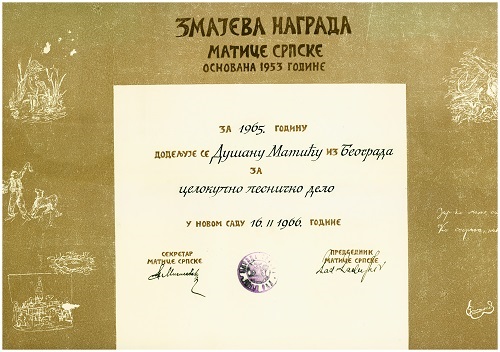 ЗМАЈЕВА НАГРАДА
МАТИЦЕ СРПСКЕ
ОСНОВАНА 1953 ГОДИНЕ
ЗА 1965. ГОДИНУ
ДОДЕЉУЈЕ СЕ Душану Матићу ИЗ Београда
ЗА
целокупно песничко дело
У НОВОМ САДУ 16. II 1966. ГОДИНЕ
СЕКРЕТАР
МАТИЦЕ СРПСКЕ
ПРЕДСЕДНИК
МАТИЧЕ СРПСКЕ